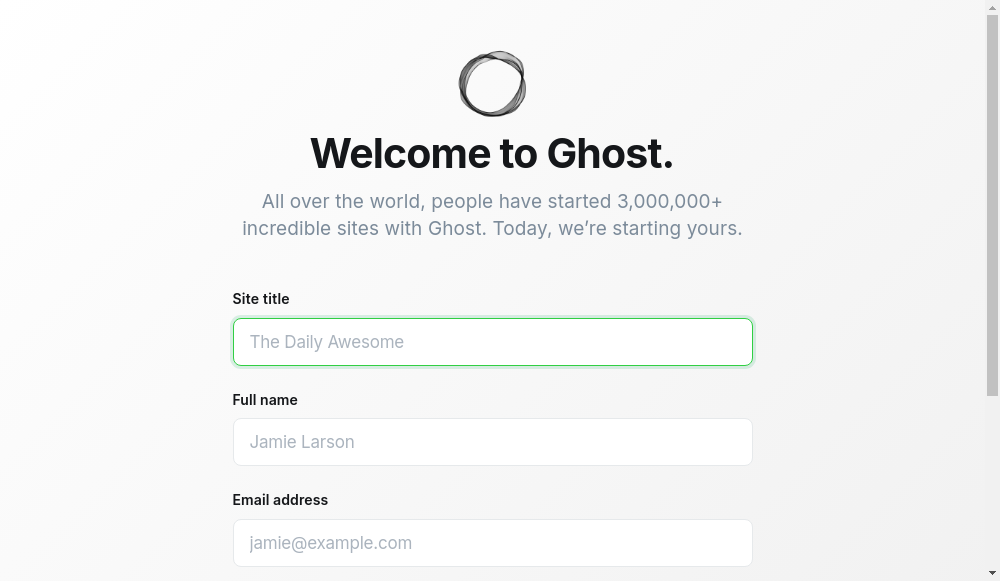 Welcome to Ghost.
All over the world, people have started 3,000,000+
incredible sites with Ghost. Today, we’re starting yours.
Site title
The Daily Awesome
Full name
Jamie Larson
Email address
jamie@example.com